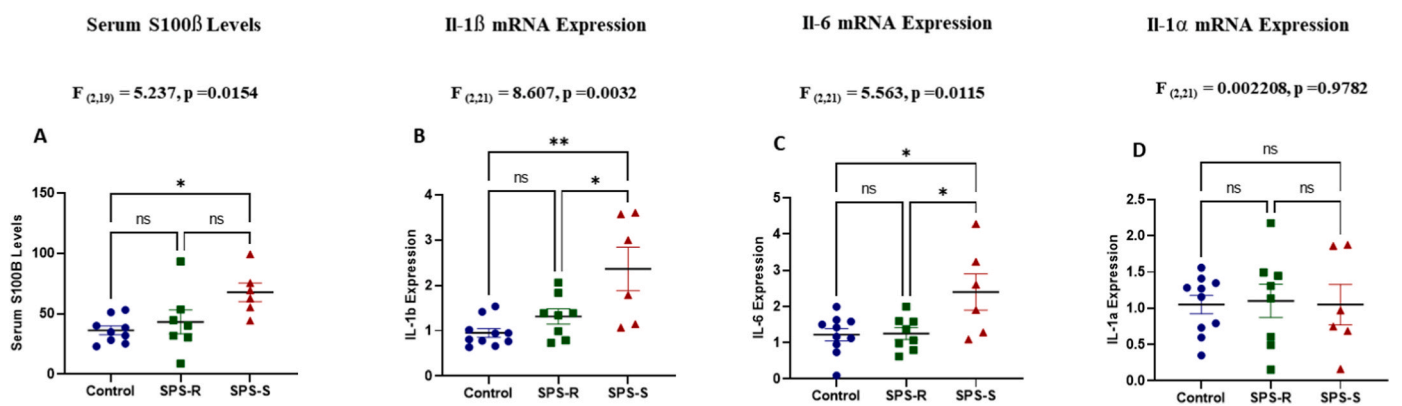 Serum S100ß Levels
Il-1ß mRNA Expression
Il-6 mRNA Expression
Il-1α mRNA Expression
F (2,19) = 5.237, p =0.0154
F (2,21) = 8.607, p =0.0032
F (2,21) = 5.563, p =0.0115
F (2,21) = 0.002208, p =0.9782
A
*
ns
ns
150
100
50
0
Serum S100B Levels
Control
SPS-R
SPS-S
B
**
ns
*
4
3
2
1
0
IL-1b Expression
Control
SPS-R
SPS-S
C
*
ns
*
5
4
3
2
1
0
IL-6 Expression
Control
SPS-R
SPS-S
D
ns
ns
ns
2.5
2.0
1.5
1.0
0.5
0.0
IL-1a Expression
Control
SPS-R
SPS-S